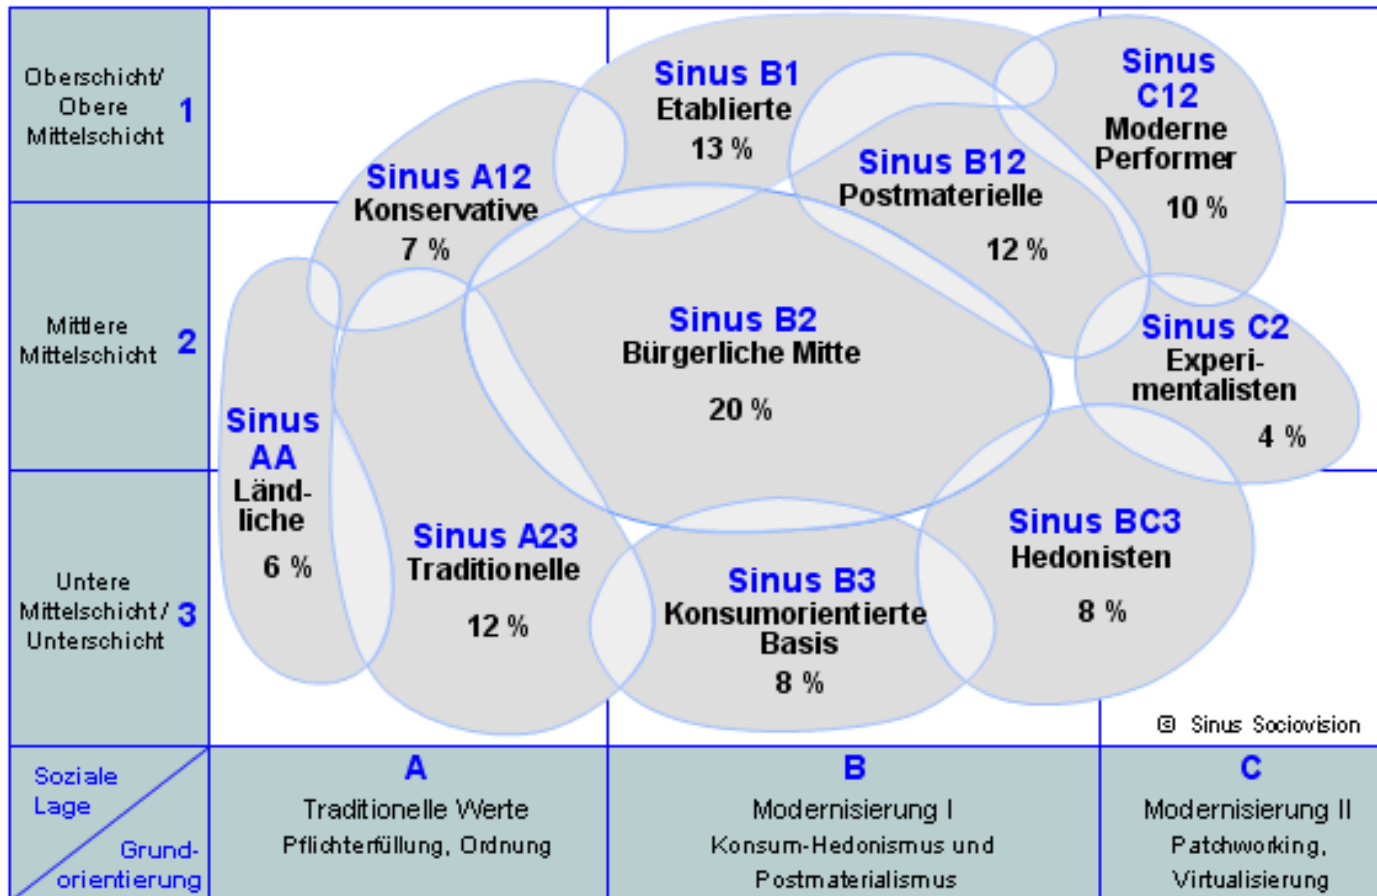 Oberschicht/
Obere
Mittelschicht
1
Mittlere
Mittelschicht
2
Untere
Mittelschicht /
Unterschicht
3
Sinus B1
Etablierte
13 %
Sinus
C12
Moderne
Performer
10 %
Sinus A12
Konservative
7 %
Sinus B12
Postmaterielle
12 %
Sinus B2
Bürgerliche Mitte
20 %
Sinus C2
Experi-
mentalisten
4 %
Sinus
AA
Länd-
liche
6 %
Sinus A23
Traditionelle
12 %
Sinus B3
Konsumorientierte
Basis
8 %
Sinus BC3
Hedonisten
8 %
© Sinus Sociovision
Soziale
Lage
Grund-
orientierung
A
Traditionelle Werte
Pflichterfüllung, Ordnung
B
Modernisierung I
Konsum-Hedonismus und
Postmaterialismus
C
Modernisierung II
Patchworking,
Virtualisierung